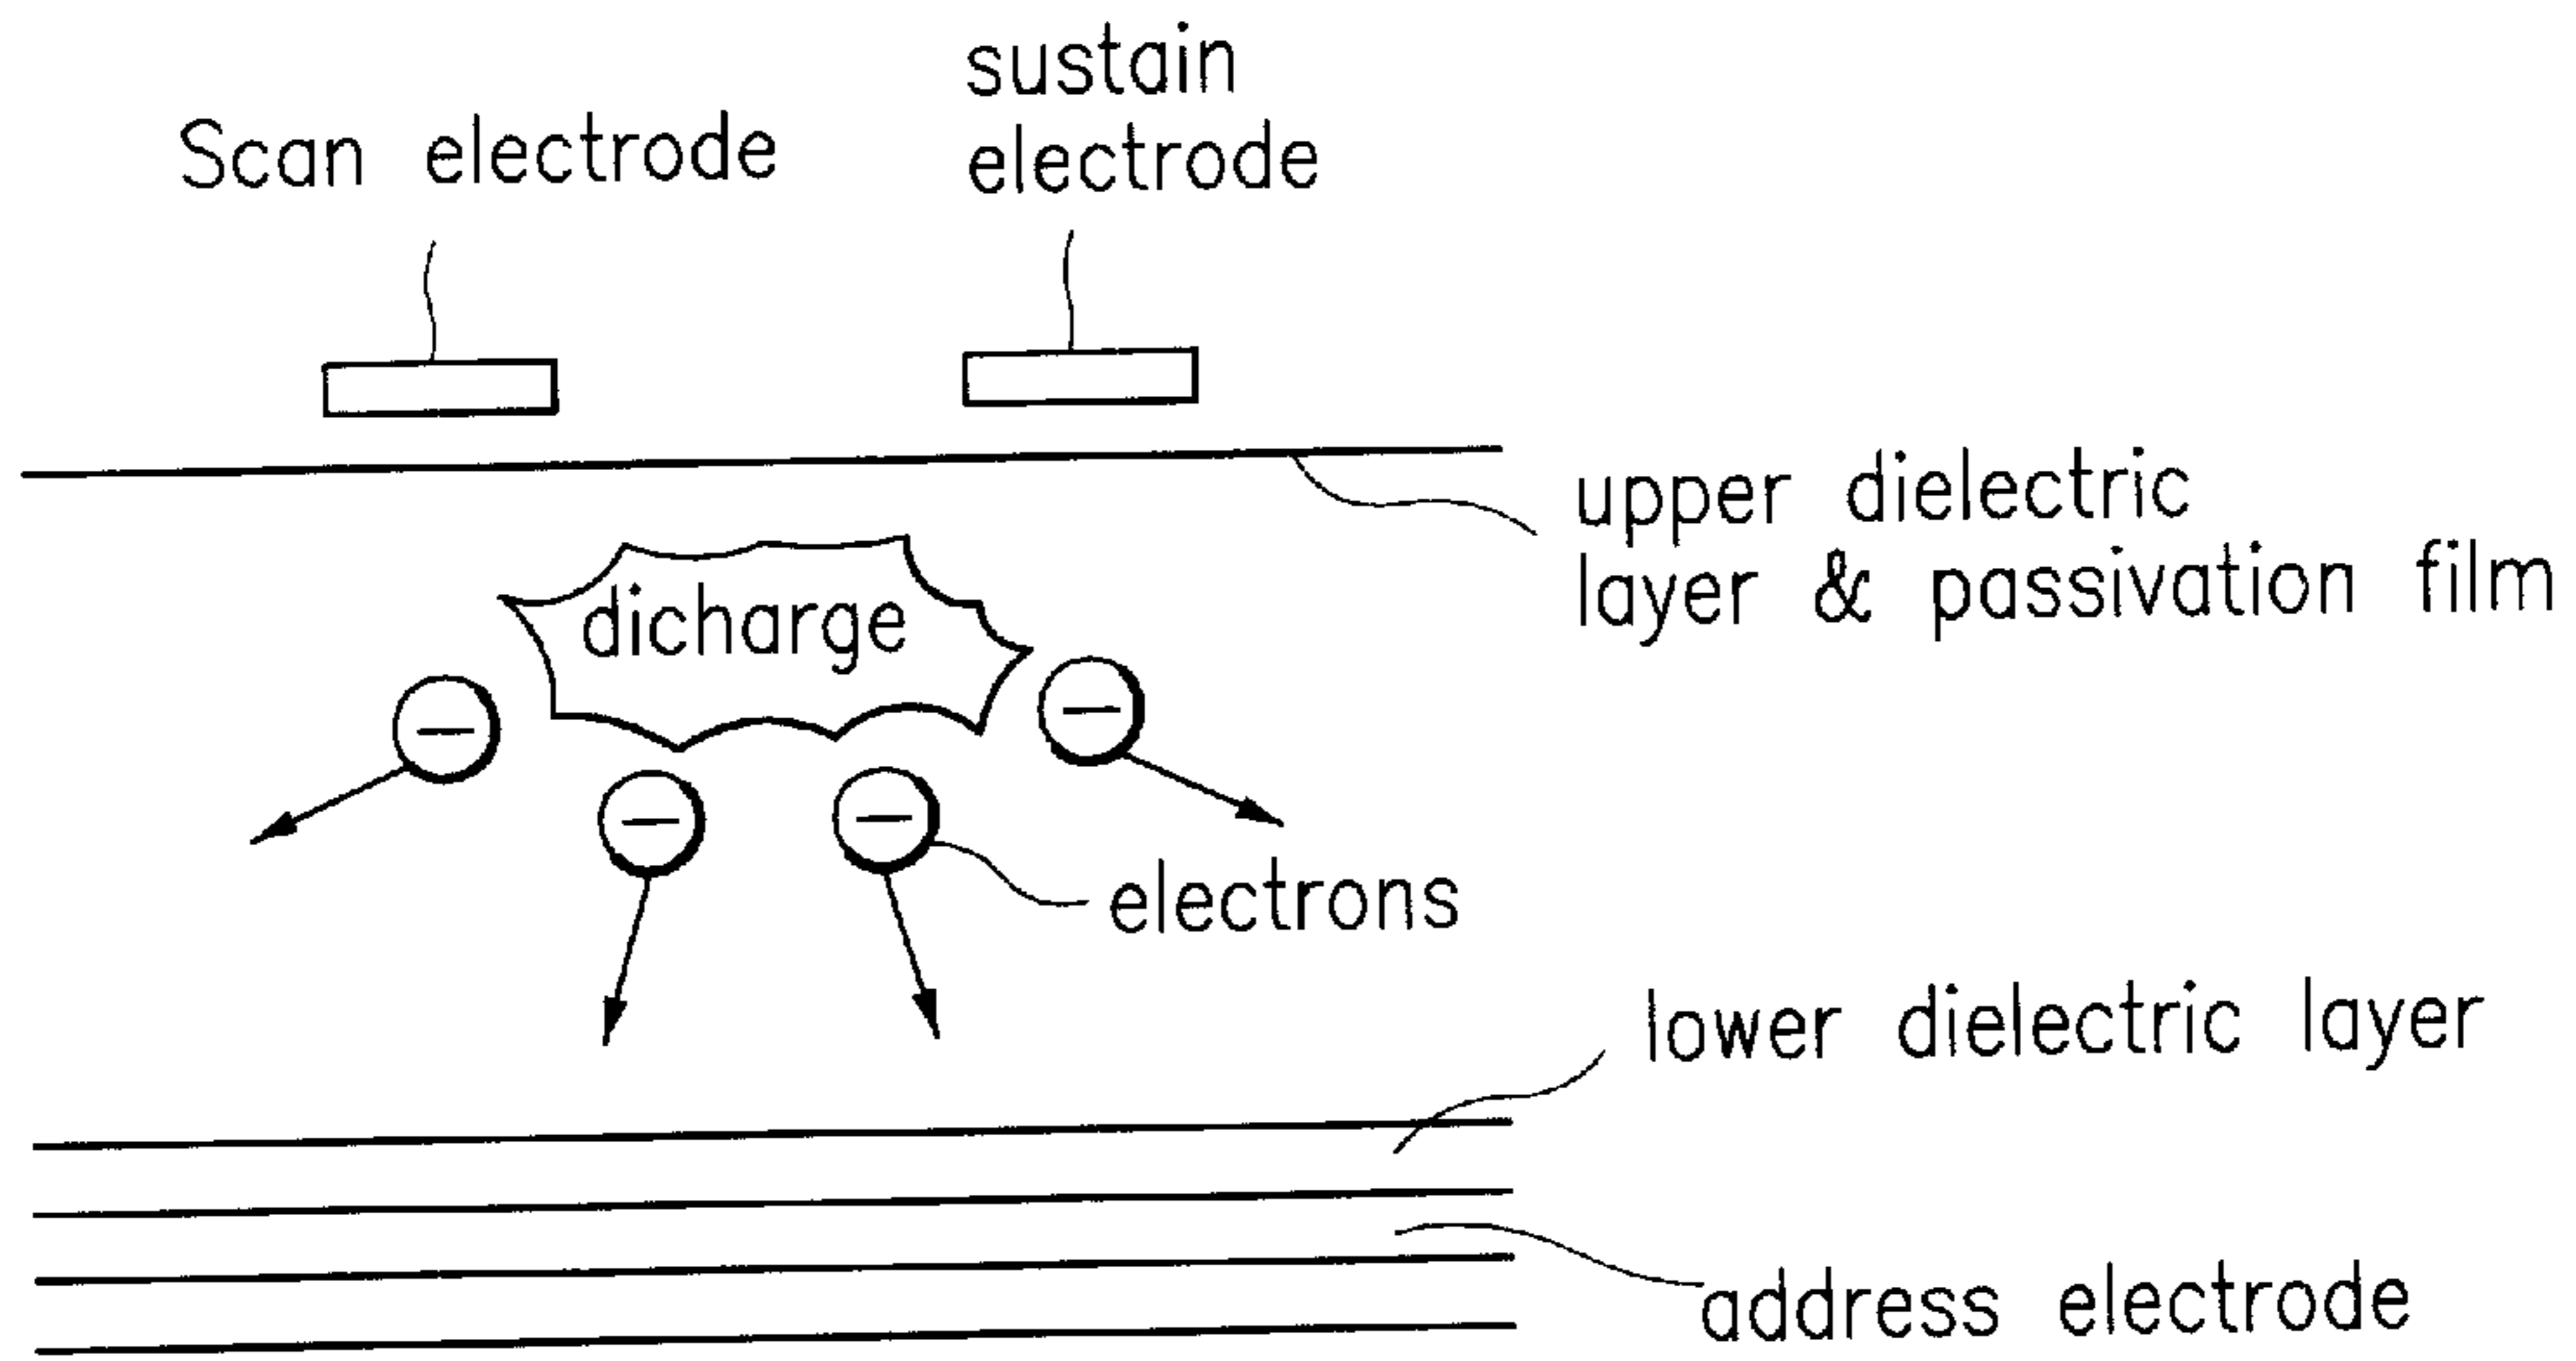 Scan electrode
sustain
electrode
upper dielectric
layer & passivation film
dicharge
electrons
lower dielectric layer
address electrode